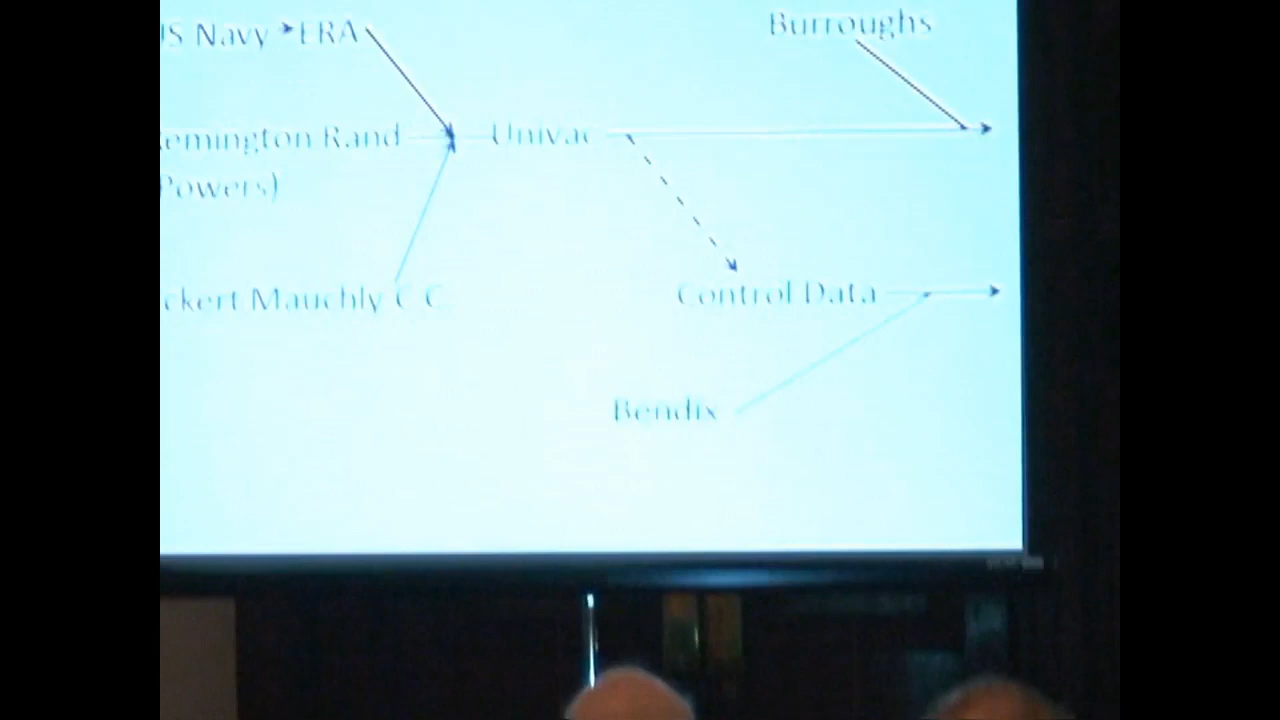 US Navy ERA
Burroughs
Remington Rand
Univac
(Powers)
Eckert Mauchly C C
Control Data
Bendix